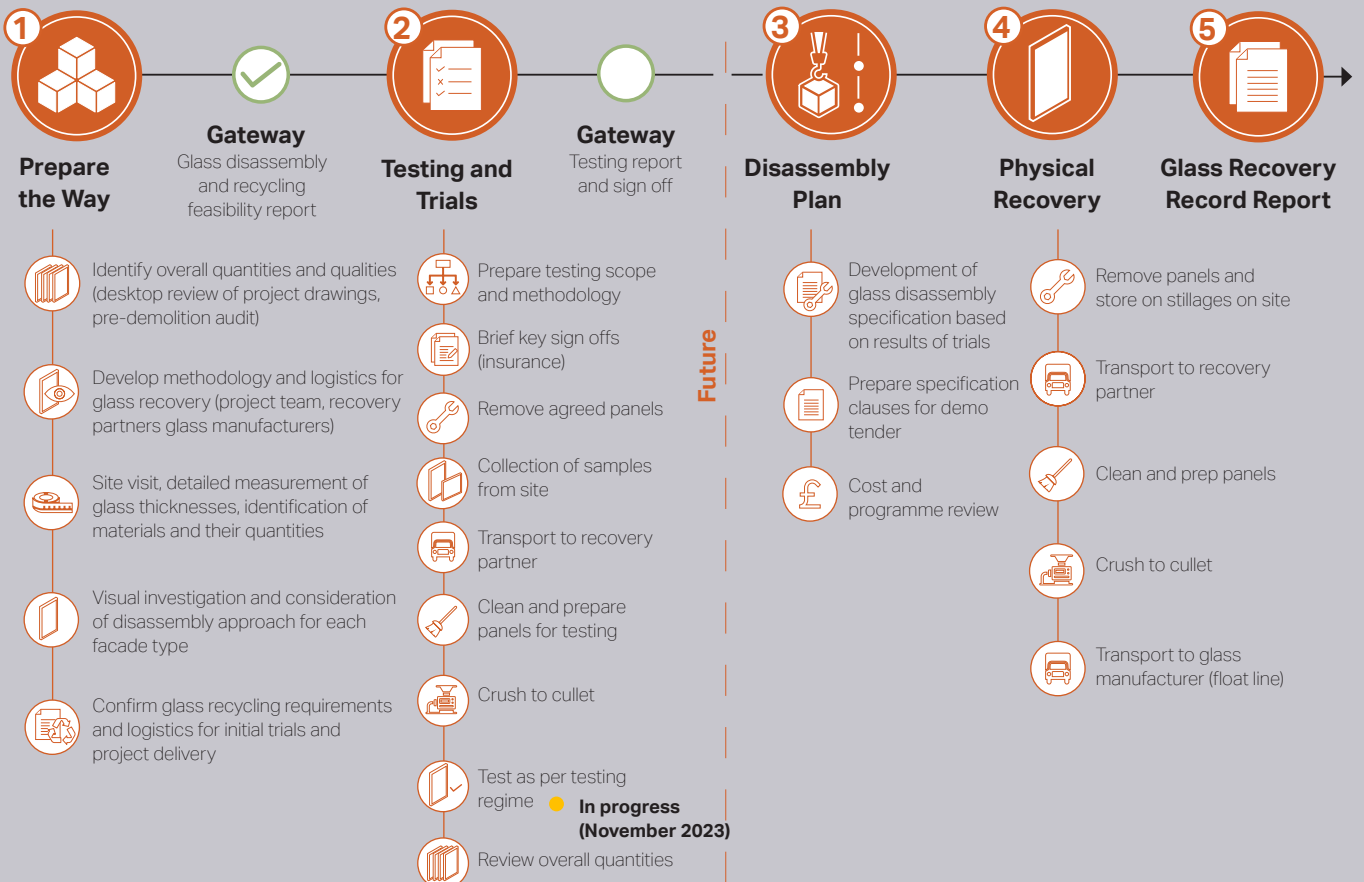 1
Prepare
the Way
Identify overall quantities and qualities
(desktop review of project drawings,
pre-demolition audit)
Develop methodology and logistics for
glass recovery (project team, recovery
partners glass manufacturers)
Site visit, detailed measurement of
glass thicknesses, identification of
materials and their quantities
Visual investigation and consideration
of disassembly approach for each
facade type
Confirm glass recycling requirements
and logistics for initial trials and
project delivery
Gateway
Glass disassembly
and recycling
feasibility report
2
Testing and
Trials
Prepare testing scope
and methodology
Brief key sign offs
(insurance)
Remove agreed panels
Collection of samples
from site
Transport to recovery
partner
Clean and prepare
panels for testing
Crush to cullet
Test as per testing
regime
In progress
(November 2023)
Review overall quantities
Gateway
Testing report
and sign off
Future
3
Disassembly
Plan
Development of
glass disassembly
specification based
on results of trials
Prepare specification
clauses for demo
tender
£
Cost and
programme review
4
Physical
Recovery
Remove panels and
store on stillages on site
Transport to recovery
partner
Clean and prep panels
Crush to cullet
Transport to glass
manufacturer (float line)
5
Glass Recovery
Record Report